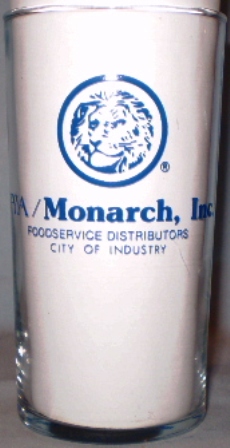 ®
/Monarch, Inc.
FOODSERVICE DISTRIBUTORS
CITY OF INDUSTRY